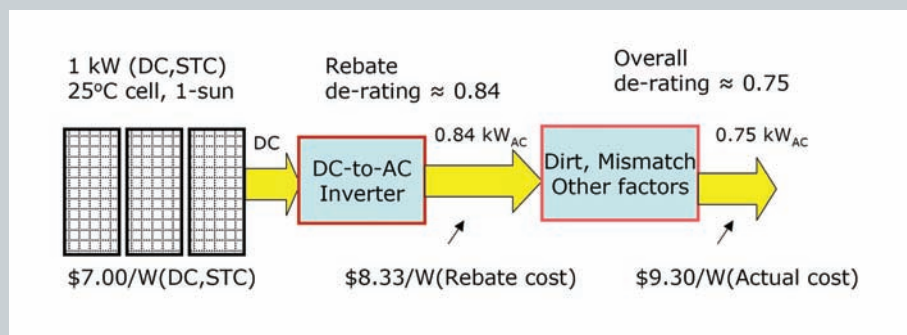 1 kW (DC,STC)
25°C cell, 1-sun
Rebate
de-rating ≈ 0.84
Overall
de-rating ≈ 0.75
DC
DC-to-AC
Inverter
0.84 kWAC
Dirt, Mismatch
Other factors
0.75 kWAC
$7.00/W(DC,STC)
$8.33/W(Rebate cost)
$9.30/W(Actual cost)